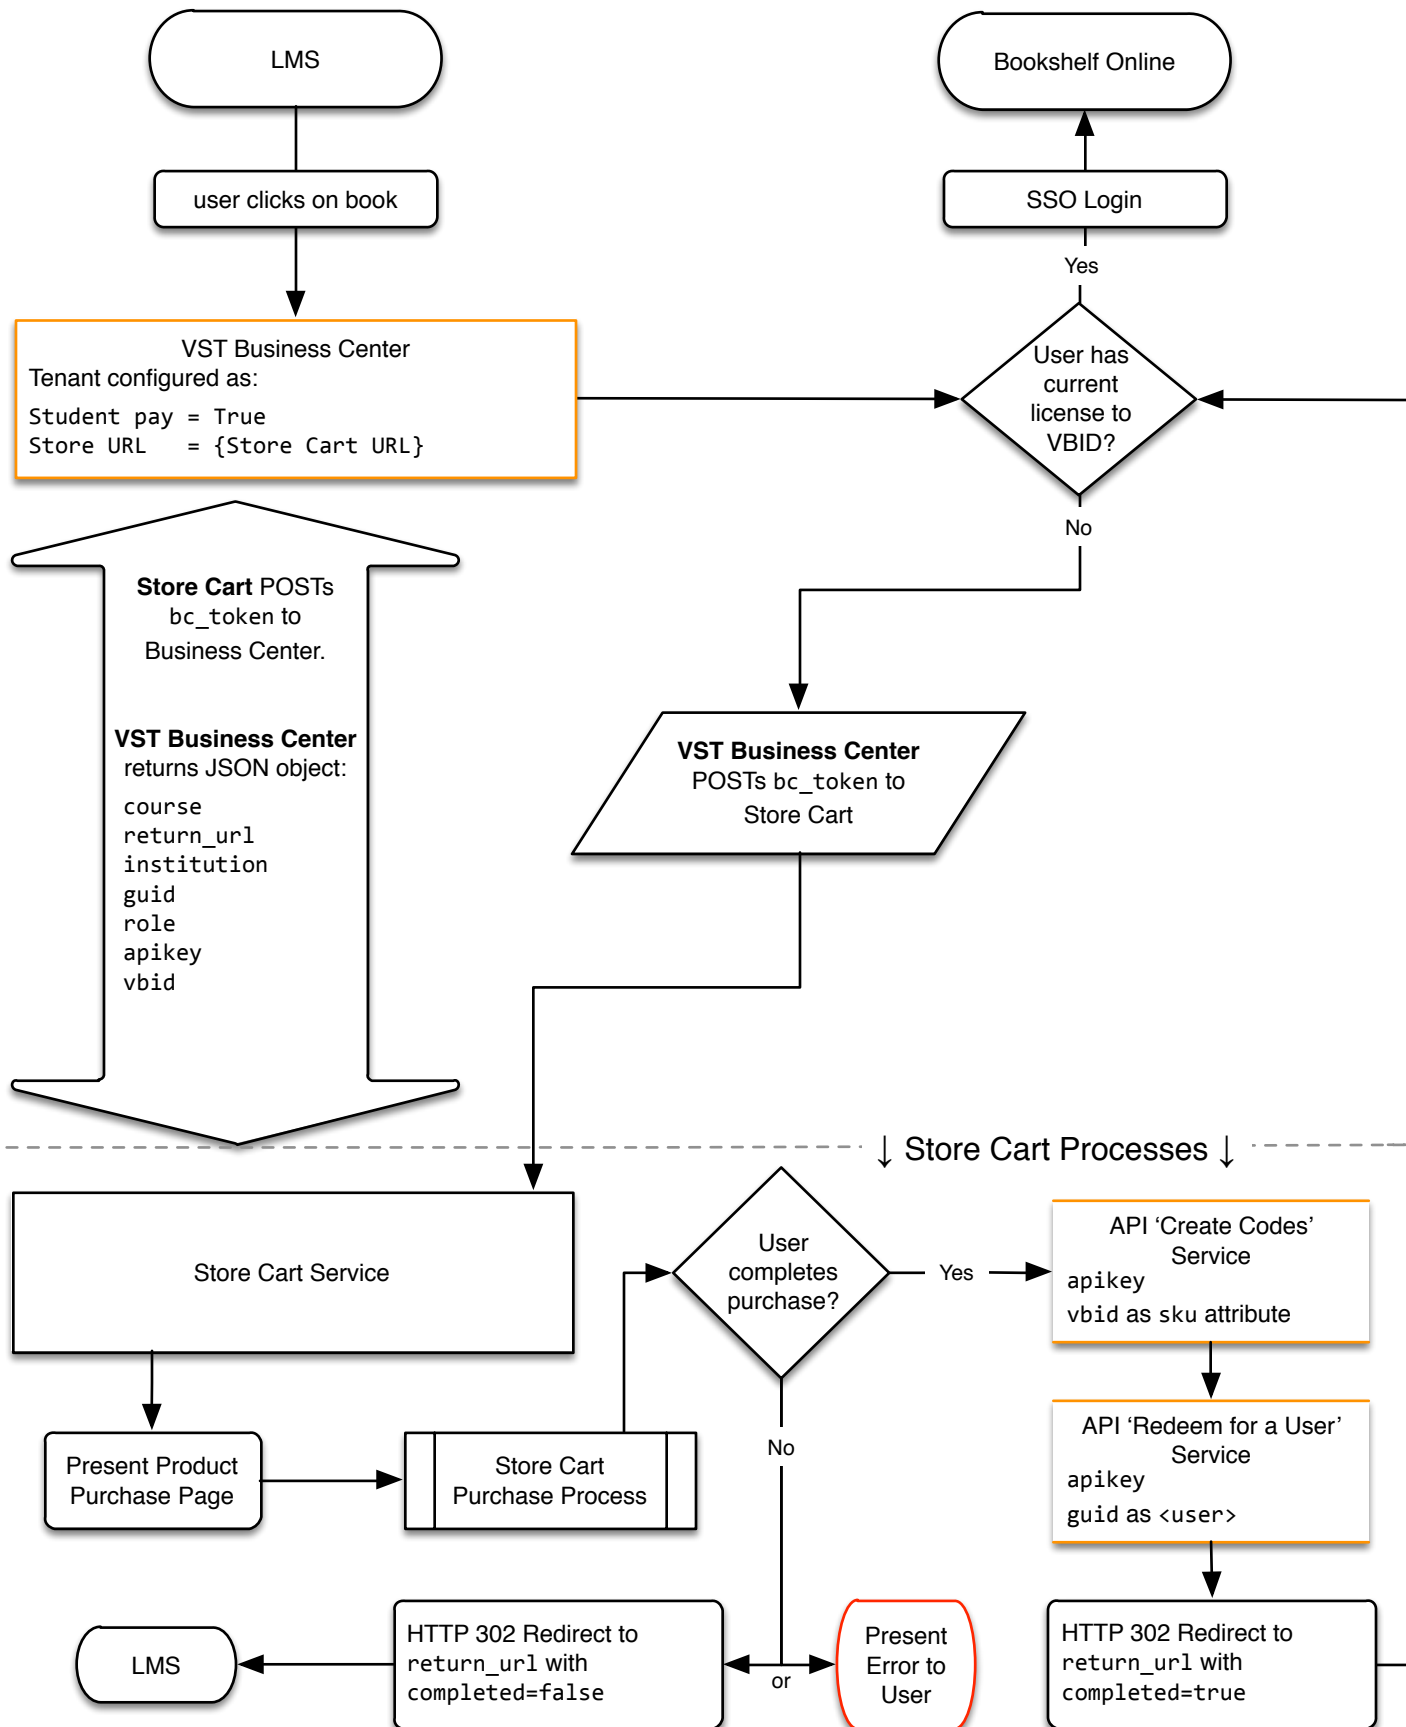 LMS
Bookshelf Online
user clicks on book
SSO Login
Yes
VST Business Center
Tenant configured as:
Student pay = True
Store URL   = {Store Cart URL}
User has
current
license to
VBID?
No
Store Cart POSTs
bc_token to
Business Center.
VST Business Center
returns JSON object:
course
return_url
institution
guid
role
apikey
vbid
VST Business Center
POSTs bc_token to
Store Cart
↓ Store Cart Processes ↓
Store Cart Service
User
completes
purchase?
Yes
API ‘Create Codes’
Service
apikey
vbid as sku attribute
No
Present Product
Purchase Page
Store Cart
Purchase Process
API ‘Redeem for a User’
Service
apikey
guid as <user>
LMS
HTTP 302 Redirect to
return_url with
completed=false
or
Present
Error to
User
HTTP 302 Redirect to
return_url with
completed=true